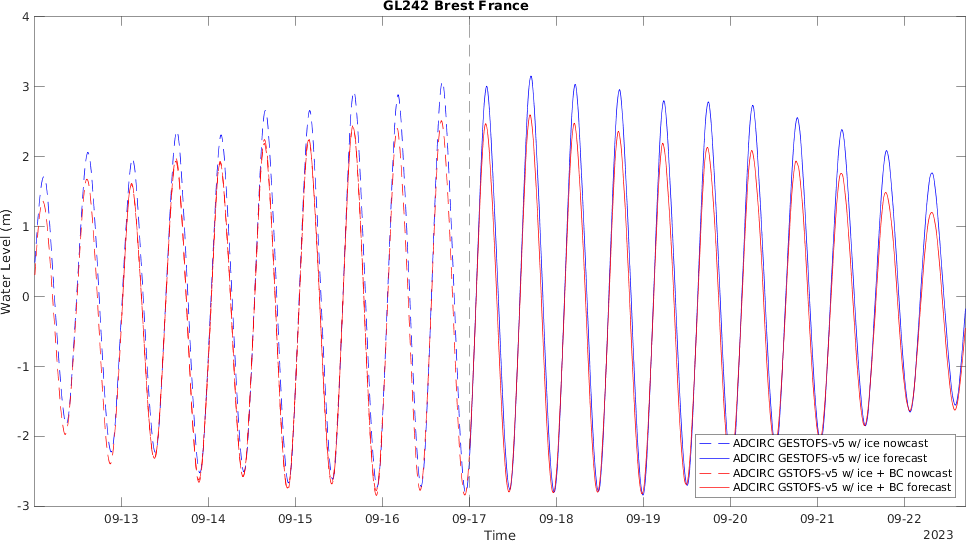 GL242 Brest France
4
3
2
1
0
-1
-2
-3
Water Level (m)
ADCIRC GESTOFS-v5 w/ ice nowcast
ADCIRC GESTOFS-v5 w/ ice forecast
ADCIRC GSTOFS-v5 w/ ice + BC nowcast
ADCIRC GSTOFS-v5 w/ ice + BC forecast
09-13 09-14 09-15 09-16 09-17 09-18 09-19 09-20 09-21 09-22
Time
2023